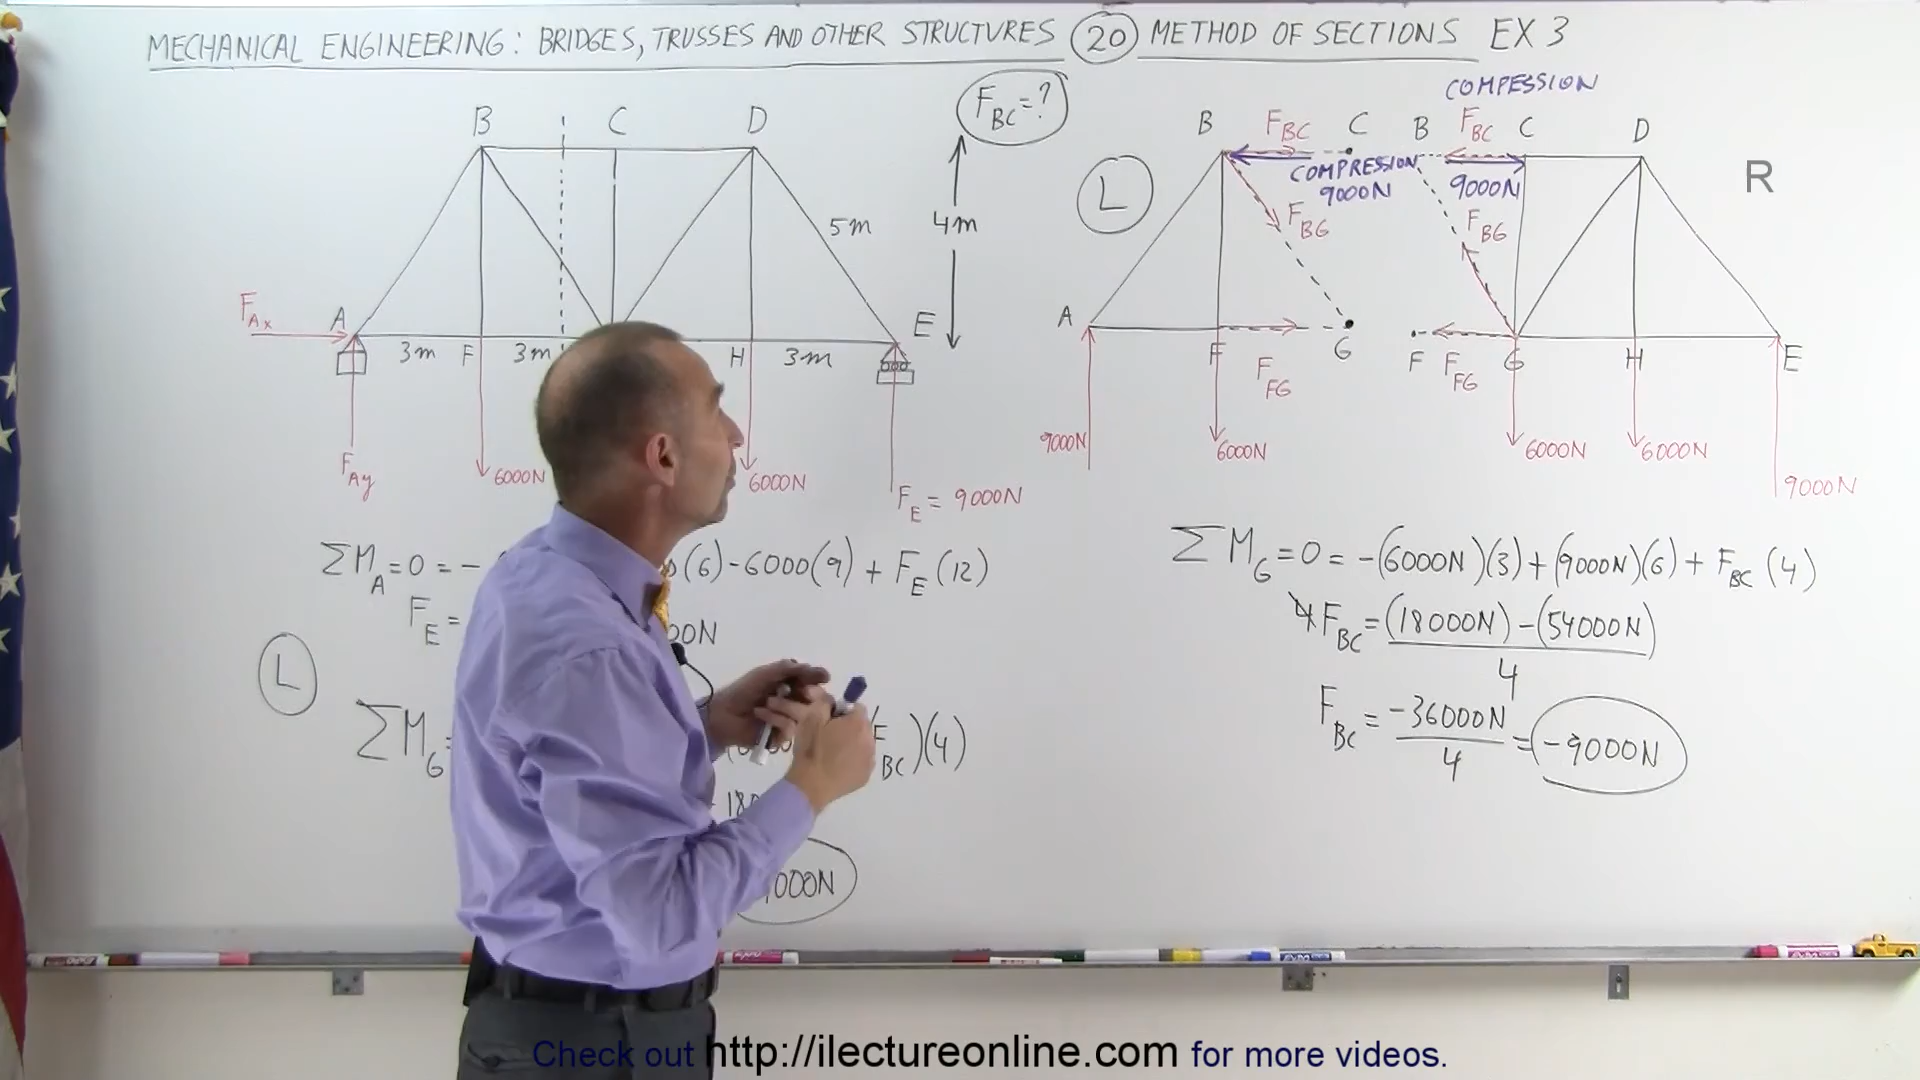 MECHANICAL ENGINEERING: BRIDGES, TRUSSES AND OTHER STRUCTURES 20 METHOD OF SECTIONS EX 3
F_BC = ?
B C D
5m
4m
F_Ax
A
3m F 3m
H 3m
E
F_Ay
6000N
6000N
F_E = 9000N
L
COMPESSION
B F_BC C B F_BC C D
R
COMPRESSION
9000N
9000N
F_BG
F_BG
A
F
F_FG
G
F F_FG G H E
9000N
6000N
6000N
6000N
9000N
ΣM_A = 0 = -
(6) - 6000(9) + F_E (12)
F_E =
L
ΣM_G
F_BC)(4)
ΣM_G = 0 = -(6000N)(3) + (9000N)(6) + F_BC (4)
4F_BC = (18000N) - (54000N)
4
F_BC = -36000N = -9000N
4
EXPO
Check out http://ilectureonline.com for more videos.